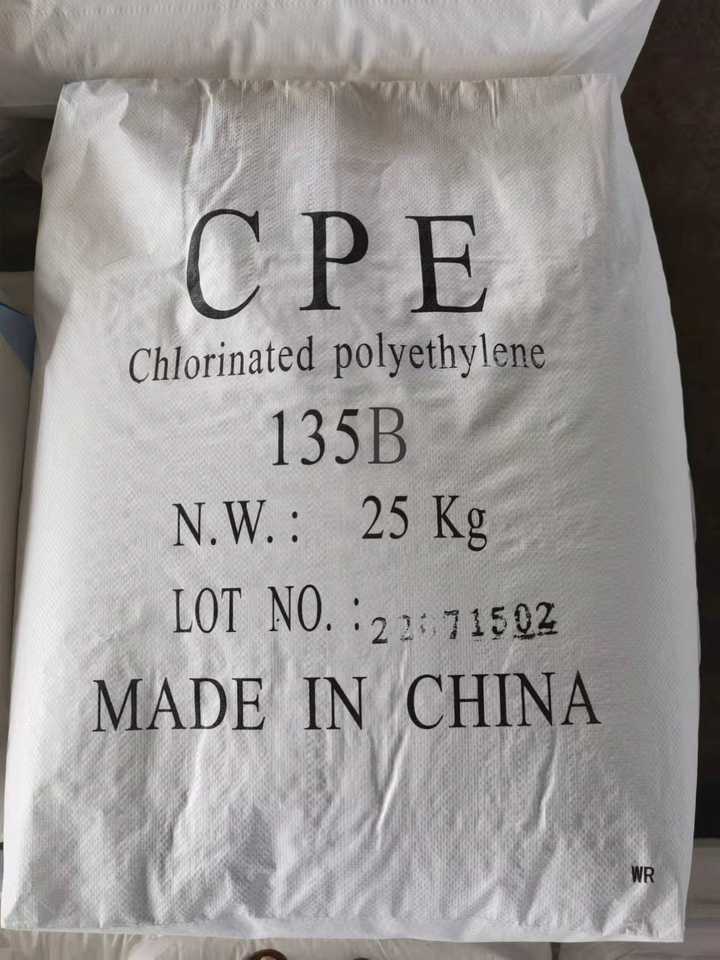 CPE
Chlorinated polyethylene
135B
N.W.: 25 Kg
LOT NO.:
MADE IN CHINA
WR